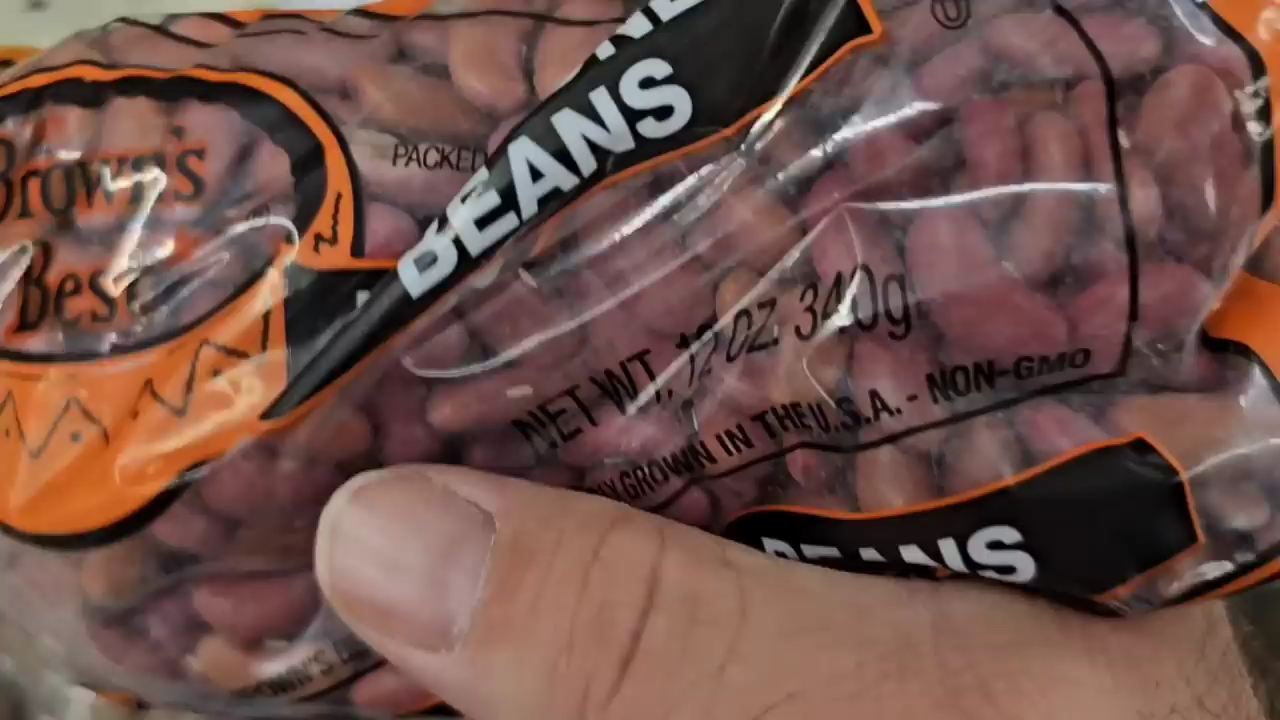 Brown's
Best
PACKED
BEANS
NET WT. 12 OZ 340g
GROWN IN THE U.S.A. - NON-GMO
BEANS